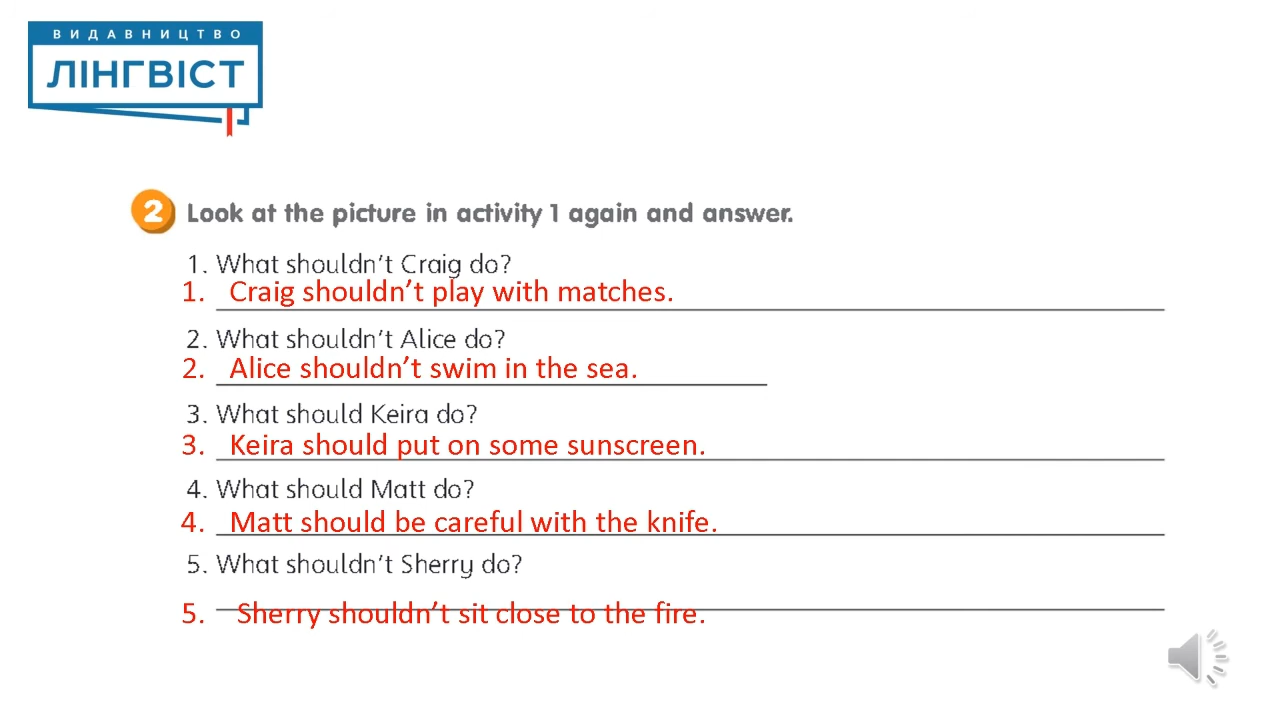 ВИДАВНИЦТВО
ЛІНГВІСТ
2 Look at the picture in activity 1 again and answer.
1. What shouldn't Craig do?
1. Craig shouldn't play with matches.
2. What shouldn't Alice do?
2. Alice shouldn't swim in the sea.
3. What should Keira do?
3. Keira should put on some sunscreen.
4. What should Matt do?
4. Matt should be careful with the knife.
5. What shouldn't Sherry do?
5. Sherry shouldn't sit close to the fire.